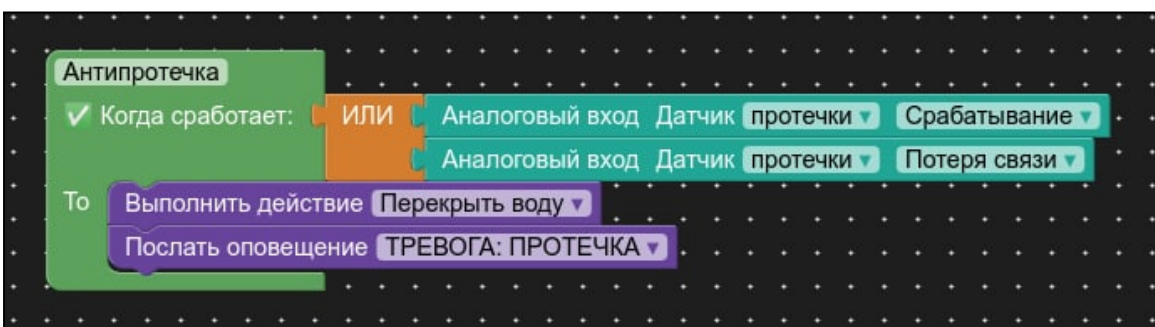 Антипротечка
Когда сработает: ИЛИ Аналоговый вход Датчик протечки Срабатывание
Аналоговый вход Датчик протечки Потеря связи
То Выполнить действие Перекрыть воду
Послать оповещение ТРЕВОГА: ПРОТЕЧКА